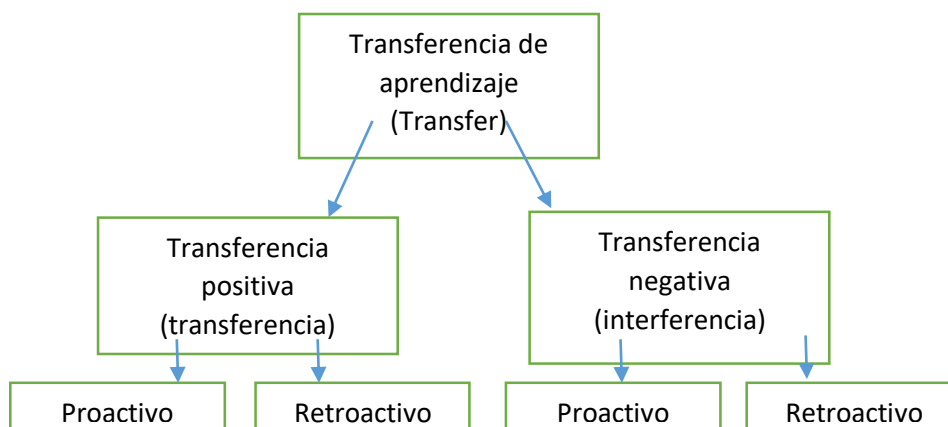 Transferencia de
aprendizaje
(Transfer)
Transferencia
positiva
(transferencia)
Transferencia
negativa
(interferencia)
Proactivo
Retroactivo
Proactivo
Retroactivo